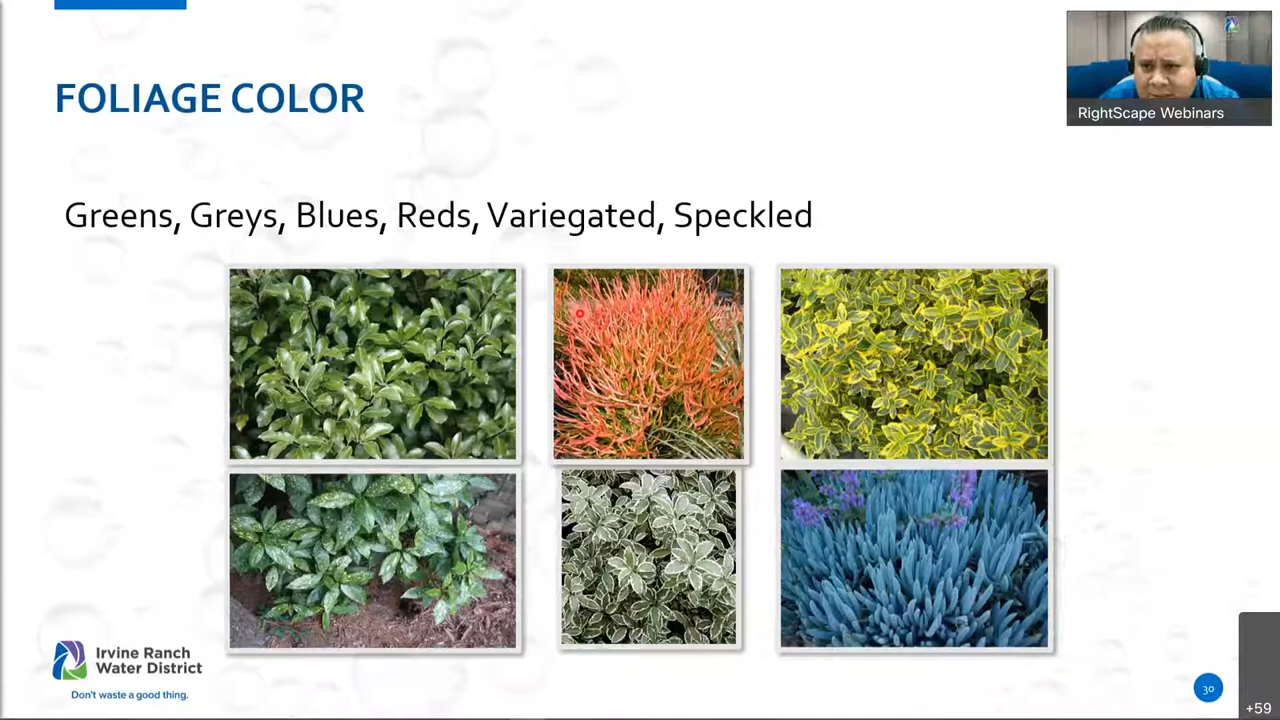 FOLIAGE COLOR
RightScape Webinars
Greens, Greys, Blues, Reds, Variegated, Speckled
Irvine Ranch
Water District
Don't waste a good thing.
30
+59